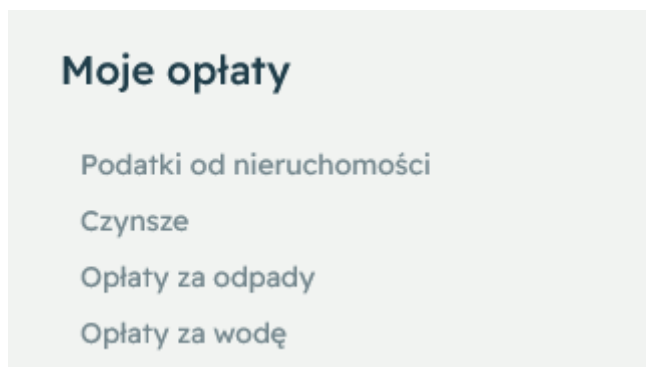 Moje opłaty
Podatki od nieruchomości
Czynsze
Opłaty za odpady
Opłaty za wodę